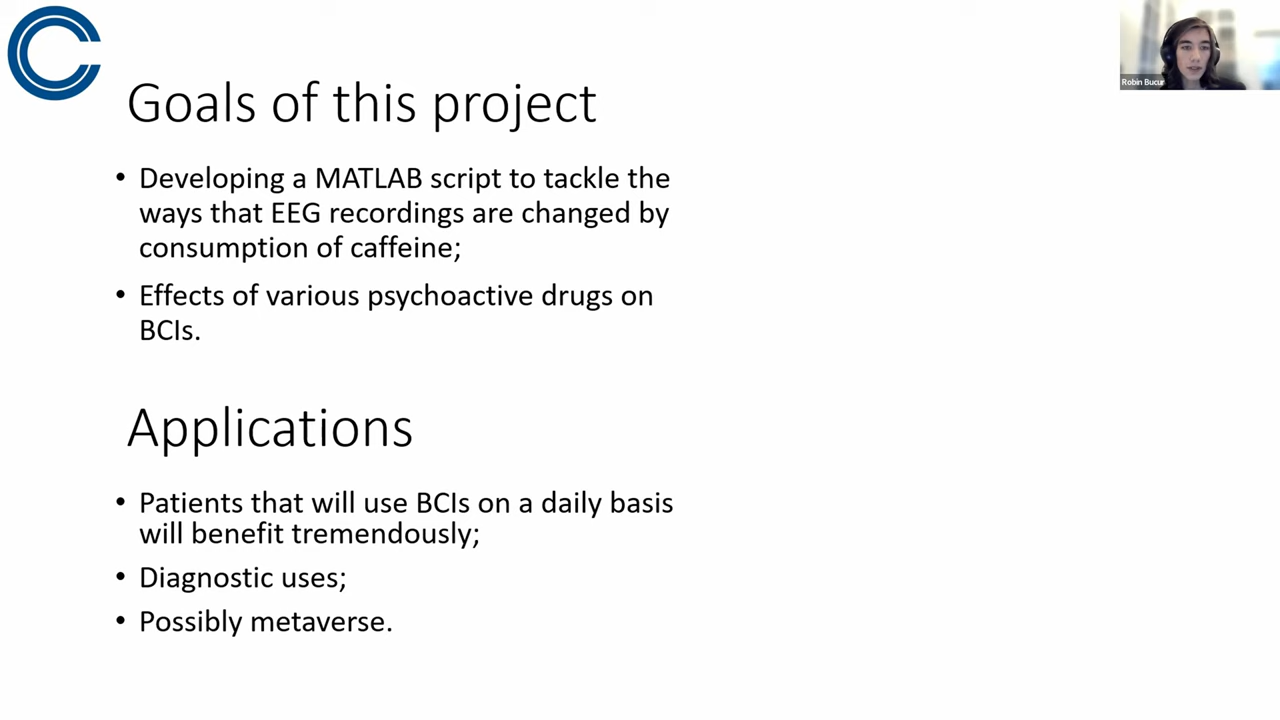 Goals of this project
• Developing a MATLAB script to tackle the
ways that EEG recordings are changed by
consumption of caffeine;
• Effects of various psychoactive drugs on
BCIs.
Applications
• Patients that will use BCIs on a daily basis
will benefit tremendously;
• Diagnostic uses;
• Possibly metaverse.
Robin Bucur